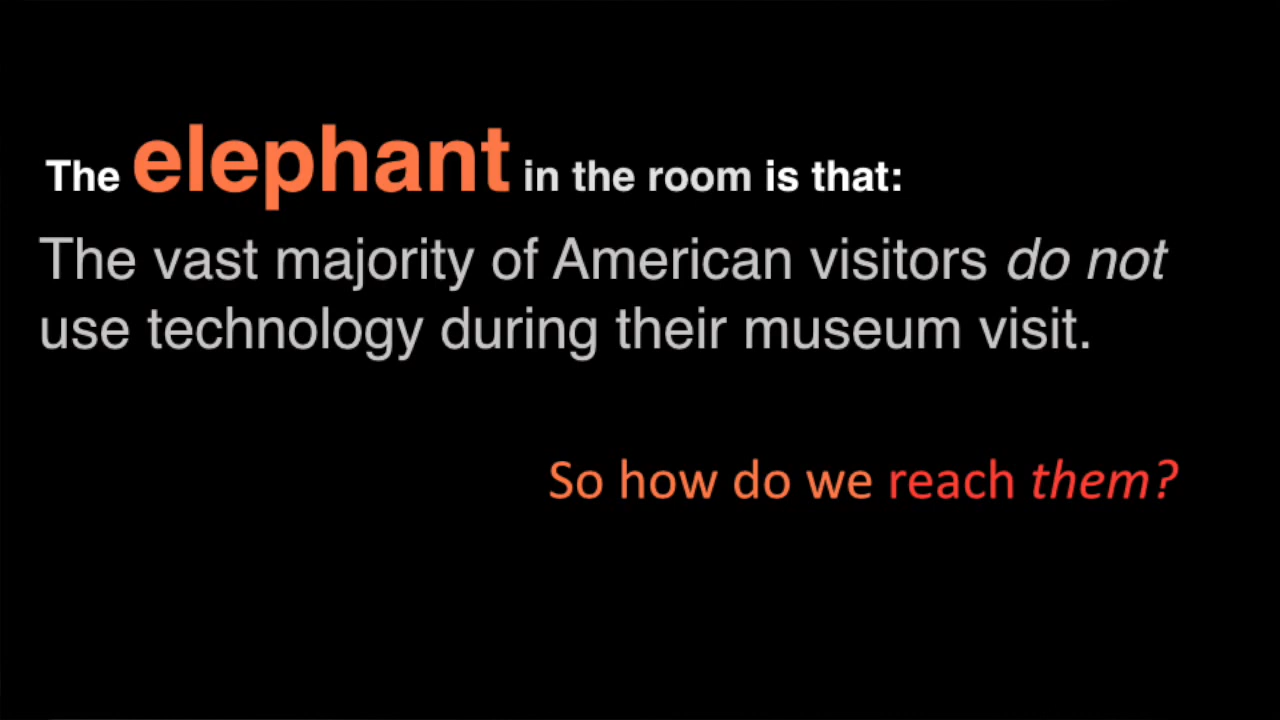 The elephant in the room is that:
The vast majority of American visitors do not
use technology during their museum visit.
So how do we reach them?